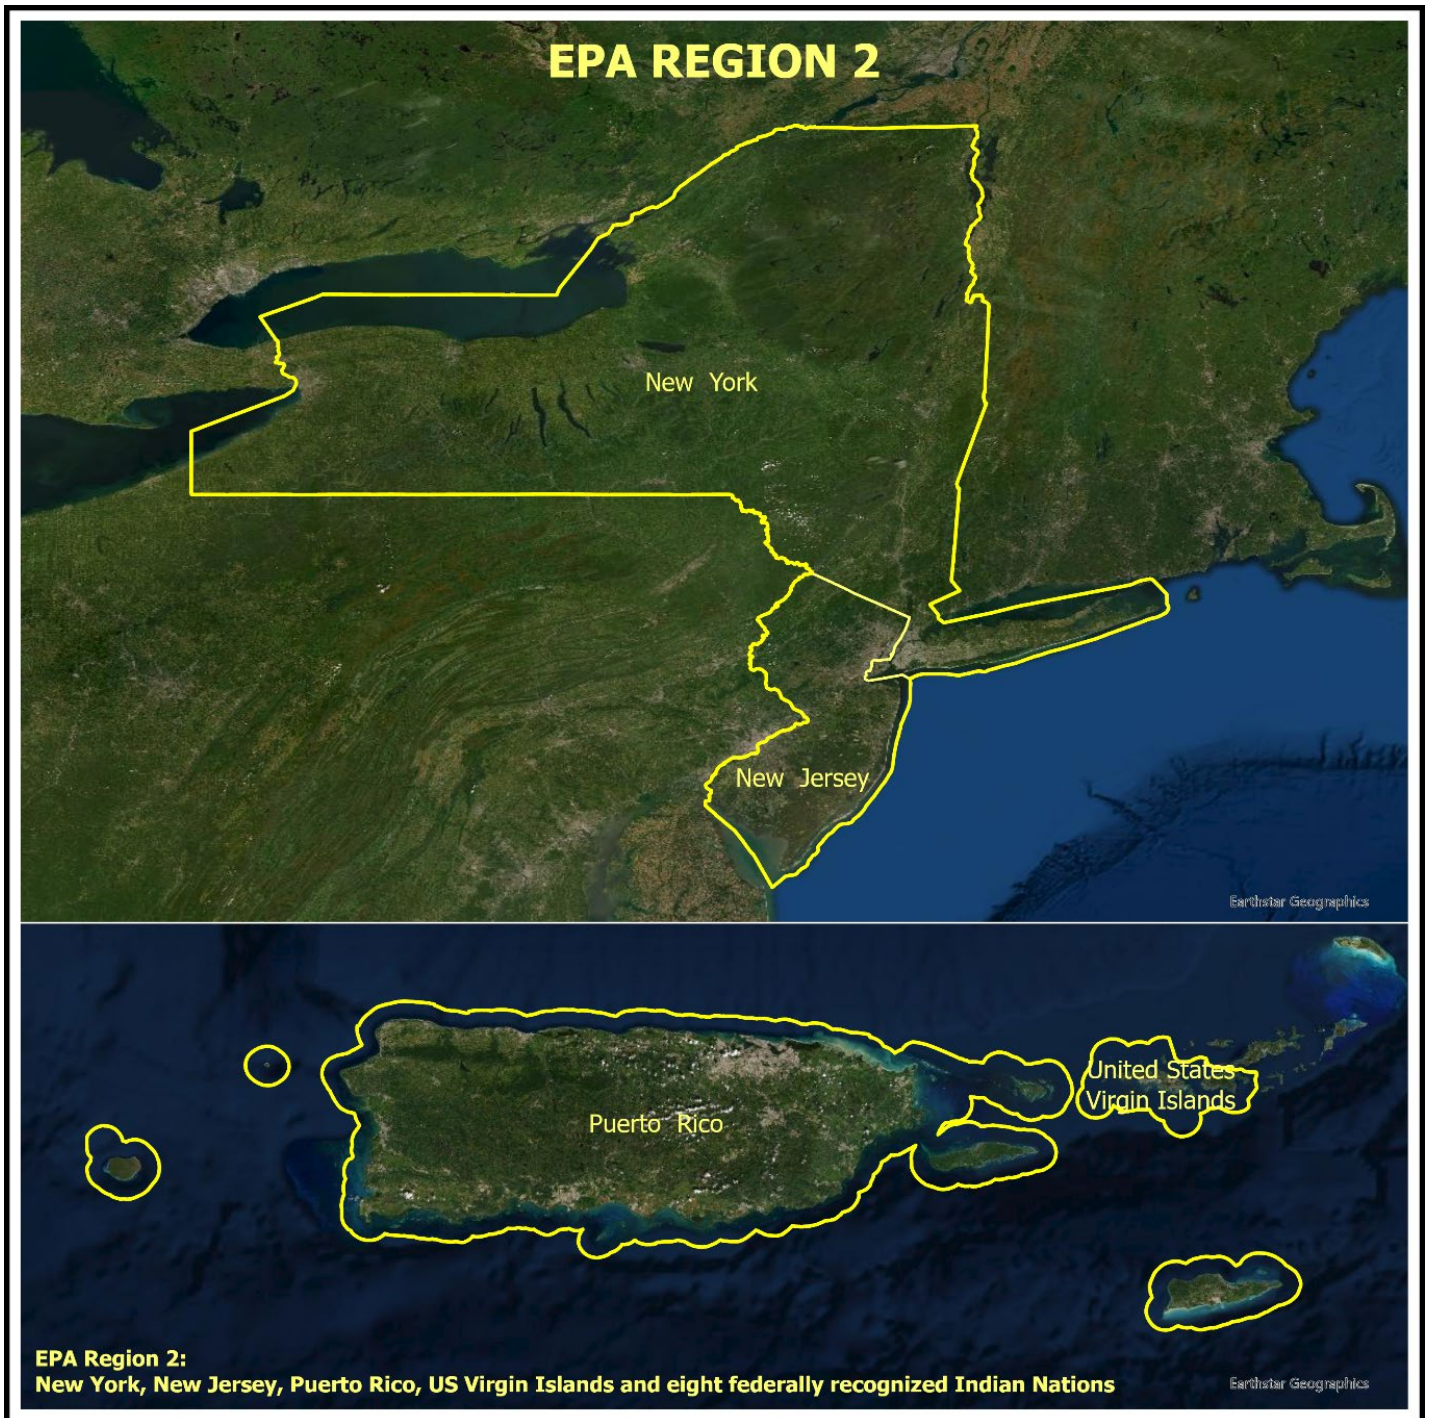 EPA REGION 2
New York
New Jersey
Earthstar Geographics
United States
Virgin Islands
Puerto Rico
EPA Region 2:
New York, New Jersey, Puerto Rico, US Virgin Islands and eight federally recognized Indian Nations
Earthstar Geographics